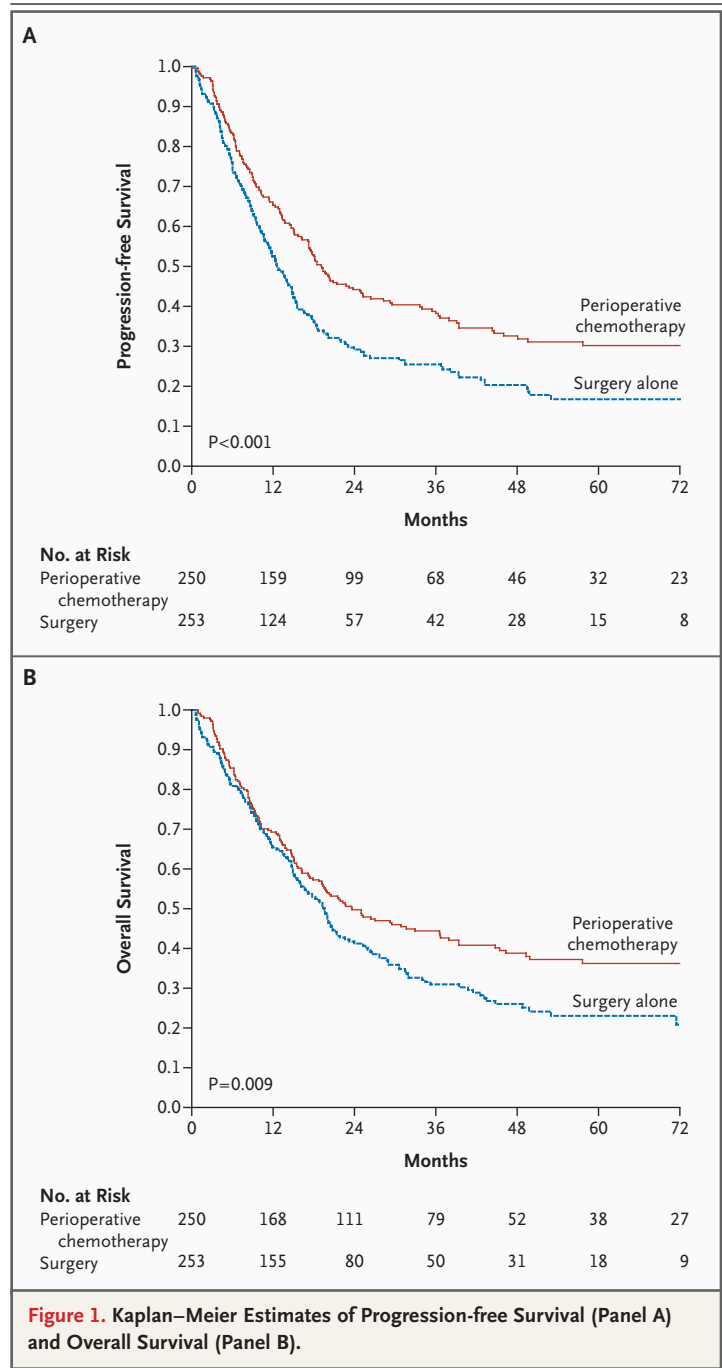 A
1.0
0.9
0.8
0.7
0.6
0.5
0.4
0.3
0.2
0.1
0.0
Progression-free Survival
Perioperative
chemotherapy
Surgery alone
P<0.001
0 12 24 36 48 60 72
Months
No. at Risk
Perioperative 250 159 99 68 46 32 23
chemotherapy
Surgery 253 124 57 42 28 15 8
B
1.0
0.9
0.8
0.7
0.6
0.5
0.4
0.3
0.2
0.1
0.0
Overall Survival
Perioperative
chemotherapy
Surgery alone
P=0.009
0 12 24 36 48 60 72
Months
No. at Risk
Perioperative 250 168 111 79 52 38 27
chemotherapy
Surgery 253 155 80 50 31 18 9
Figure 1. Kaplan–Meier Estimates of Progression-free Survival (Panel A)
and Overall Survival (Panel B).